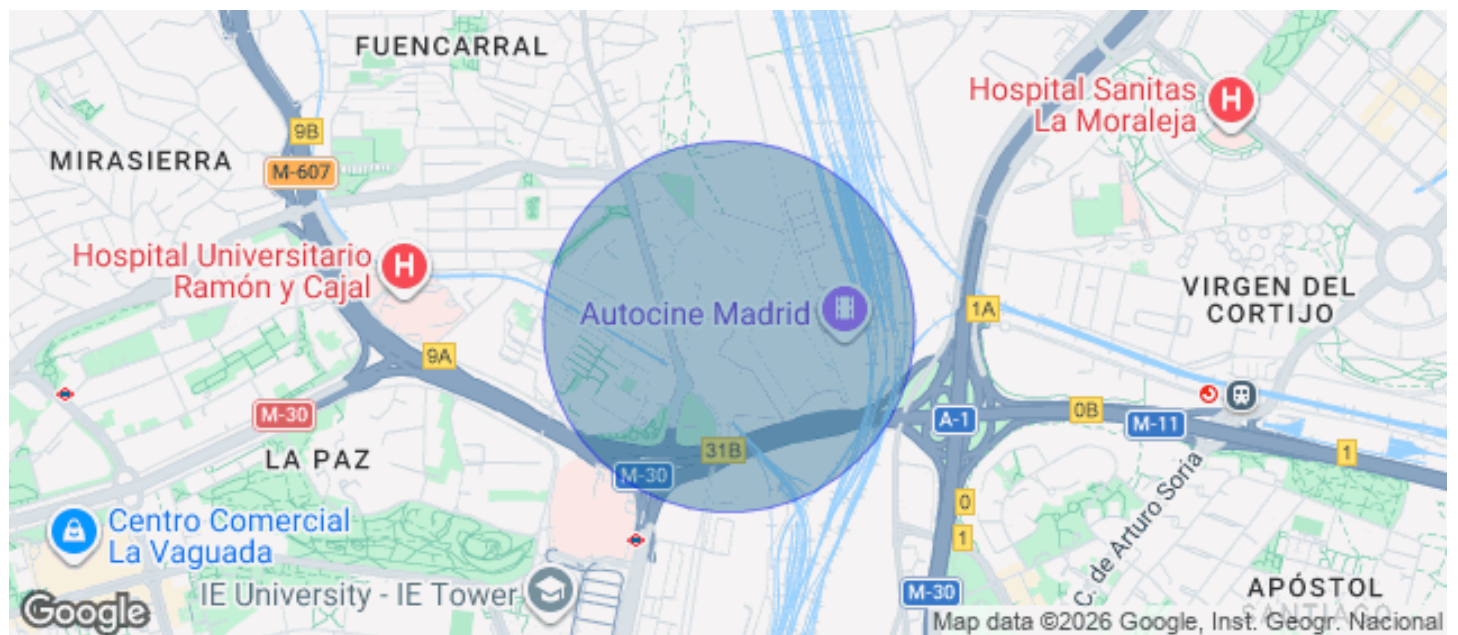 FUENCARRAL
Hospital Sanitas
La Moraleja
9B
MIRASIERRA
M-607
Hospital Universitario
Ramón y Cajal
VIRGEN DEL
CORTIJO
Autocine Madrid
1A
9A
M-30
0B
A-1
M-11
31B
1
LA PAZ
M-30
C. de Arturo Soria
0
1
Centro Comercial
La Vaguada
IE University - IE Tower
M-30
APÓSTOL
SANTIAGO
Google
Map data ©2026 Google, Inst. Geogr. Nacional